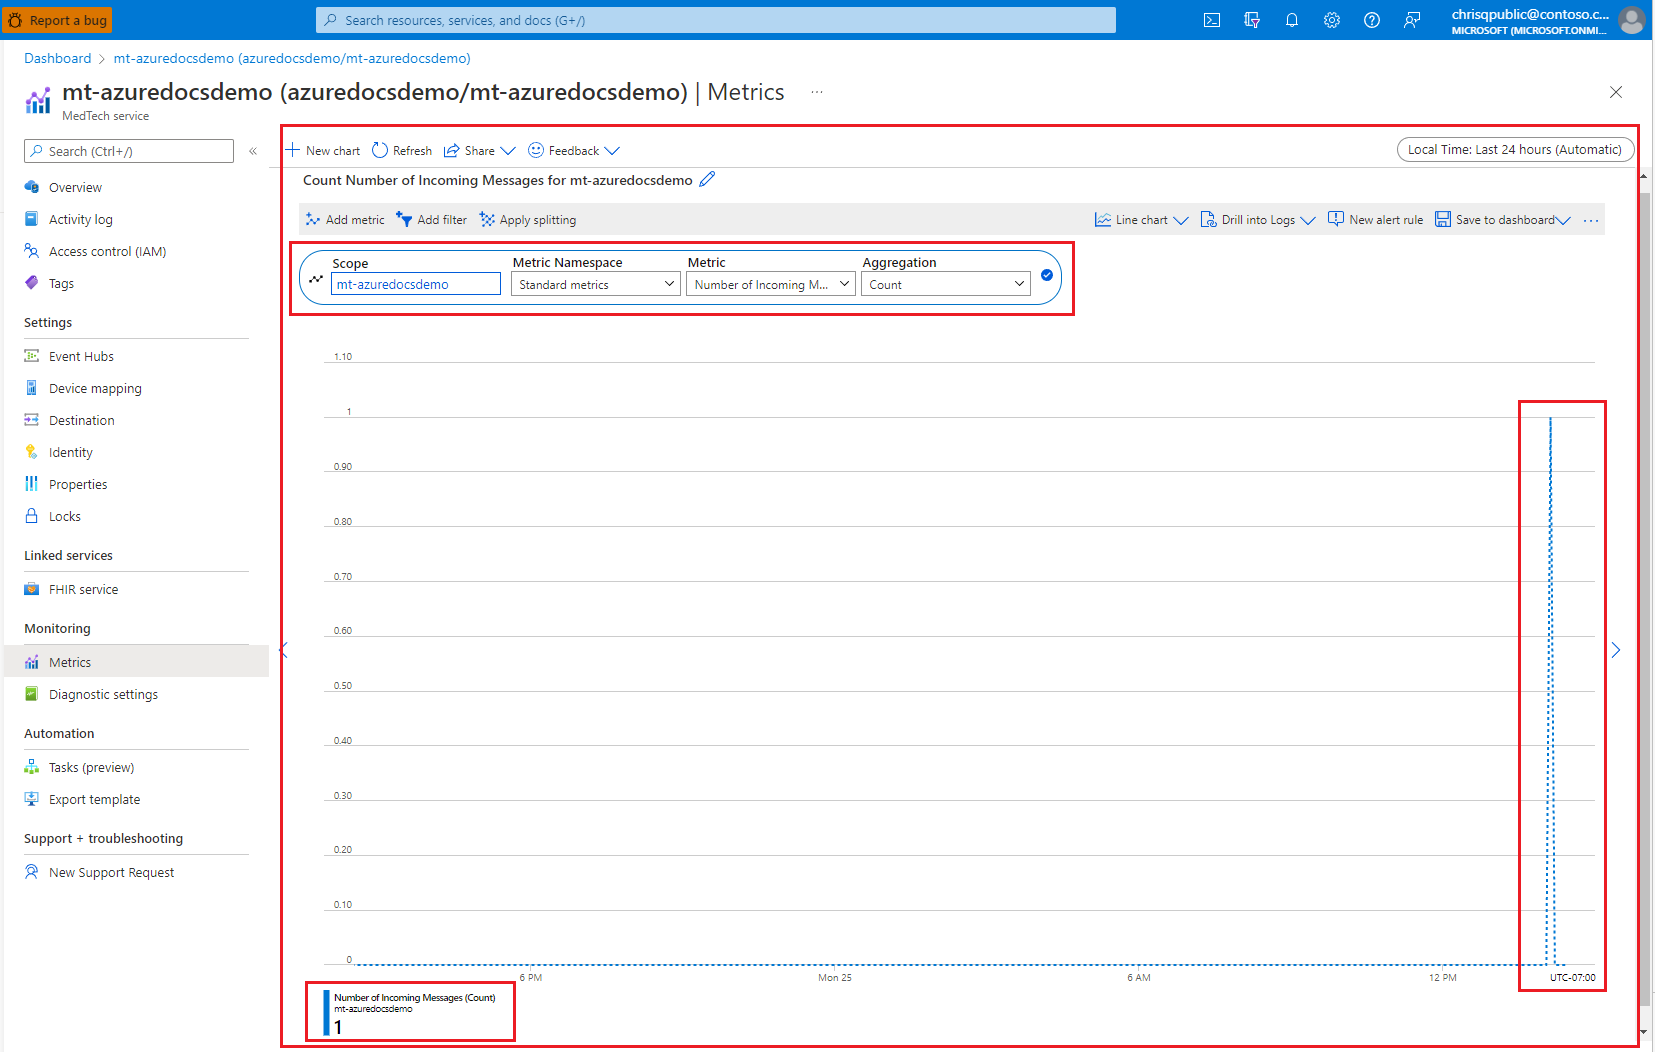 Report a bug
Search resources, services, and docs (G+/)
chrisqpublic@contoso.c...
MICROSOFT (MICROSOFT.ONMI...
Dashboard > mt-azuredocsdemo (azuredocsdemo/mt-azuredocsdemo)
mt-azuredocsdemo (azuredocsdemo/mt-azuredocsdemo) | Metrics ...
MedTech service
Search (Ctrl+/)
«
Overview
Activity log
Access control (IAM)
Tags
Settings
Event Hubs
Device mapping
Destination
Identity
Properties
Locks
Linked services
FHIR service
Monitoring
Metrics
Diagnostic settings
Automation
Tasks (preview)
Export template
Support + troubleshooting
New Support Request
New chart Refresh Share Feedback
Local Time: Last 24 hours (Automatic)
Count Number of Incoming Messages for mt-azuredocsdemo
Add metric Add filter Apply splitting
Line chart Drill into Logs New alert rule Save to dashboard ...
Scope Metric Namespace Metric Aggregation
mt-azuredocsdemo Standard metrics Number of Incoming M... Count
1.10
1
0.90
0.80
0.70
0.60
0.50
0.40
0.30
0.20
0.10
0
6 PM Mon 25 6 AM 12 PM UTC-07:00
Number of Incoming Messages (Count)
mt-azuredocsdemo
1